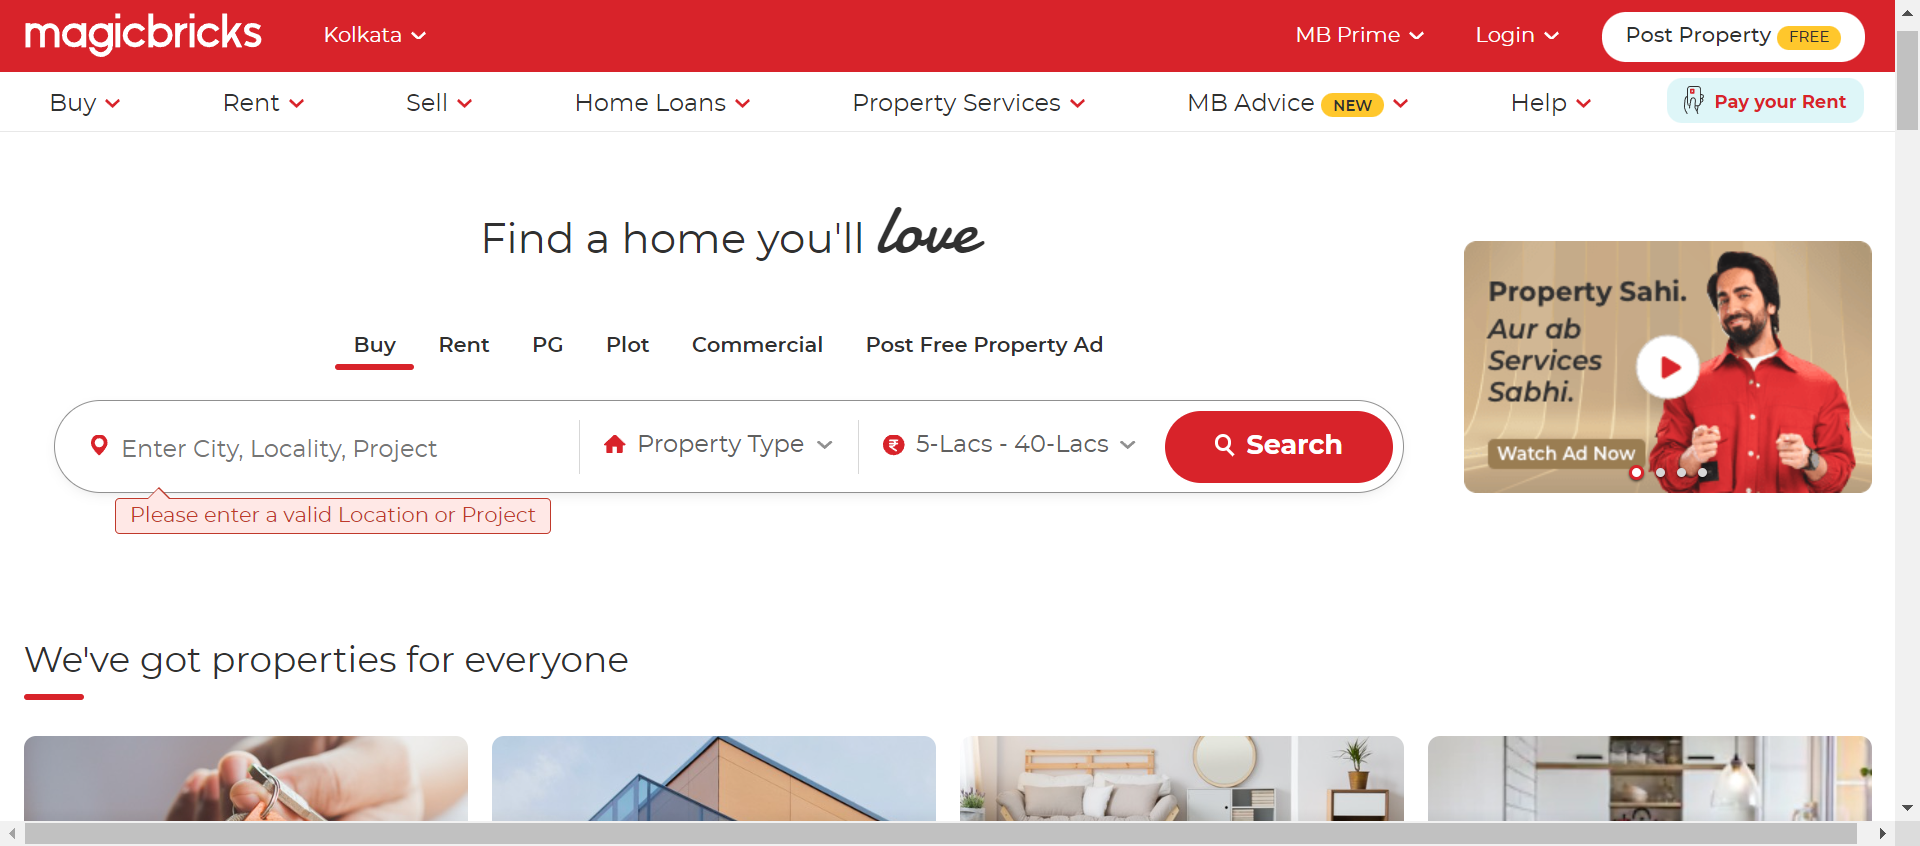 magicbricks
Kolkata
MB Prime
Login
Post Property FREE
Buy
Rent
Sell
Home Loans
Property Services
MB Advice NEW
Help
Pay your Rent
Find a home you'll love
Buy
Rent
PG
Plot
Commercial
Post Free Property Ad
Enter City, Locality, Project
Property Type
5-Lacs - 40-Lacs
Search
Please enter a valid Location or Project
Property Sahi.
Aur ab
Services
Sabhi.
Watch Ad Now
We've got properties for everyone